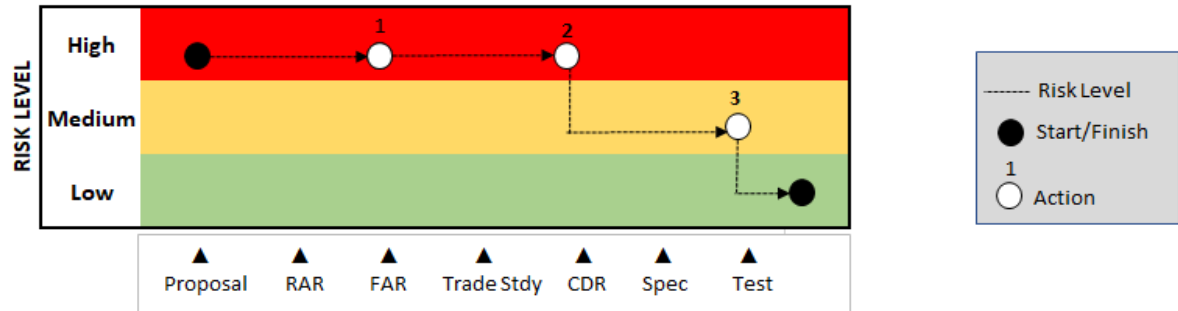 RISK LEVEL
High
Medium
Low
1
2
3
▲ ▲ ▲ ▲ ▲ ▲ ▲
Proposal RAR FAR Trade Stdy CDR Spec Test
Risk Level
Start/Finish
1
Action